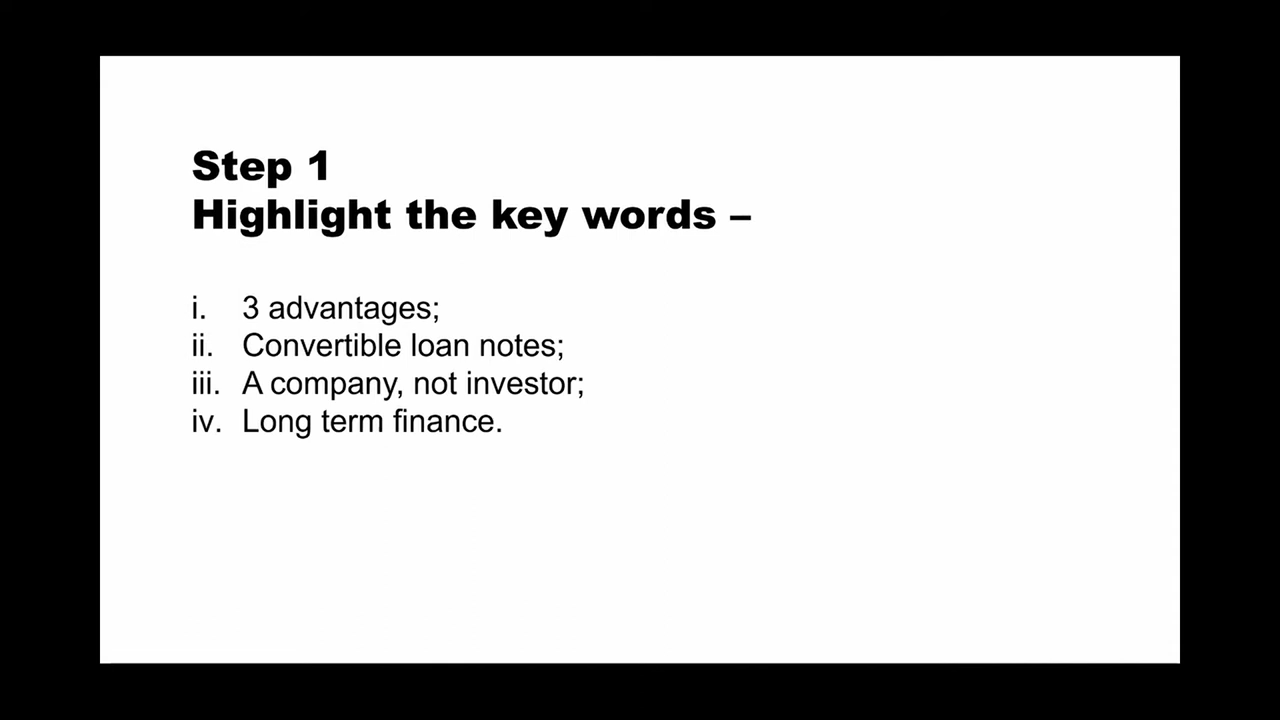 Step 1
Highlight the key words –
i. 3 advantages;
ii. Convertible loan notes;
iii. A company, not investor;
iv. Long term finance.